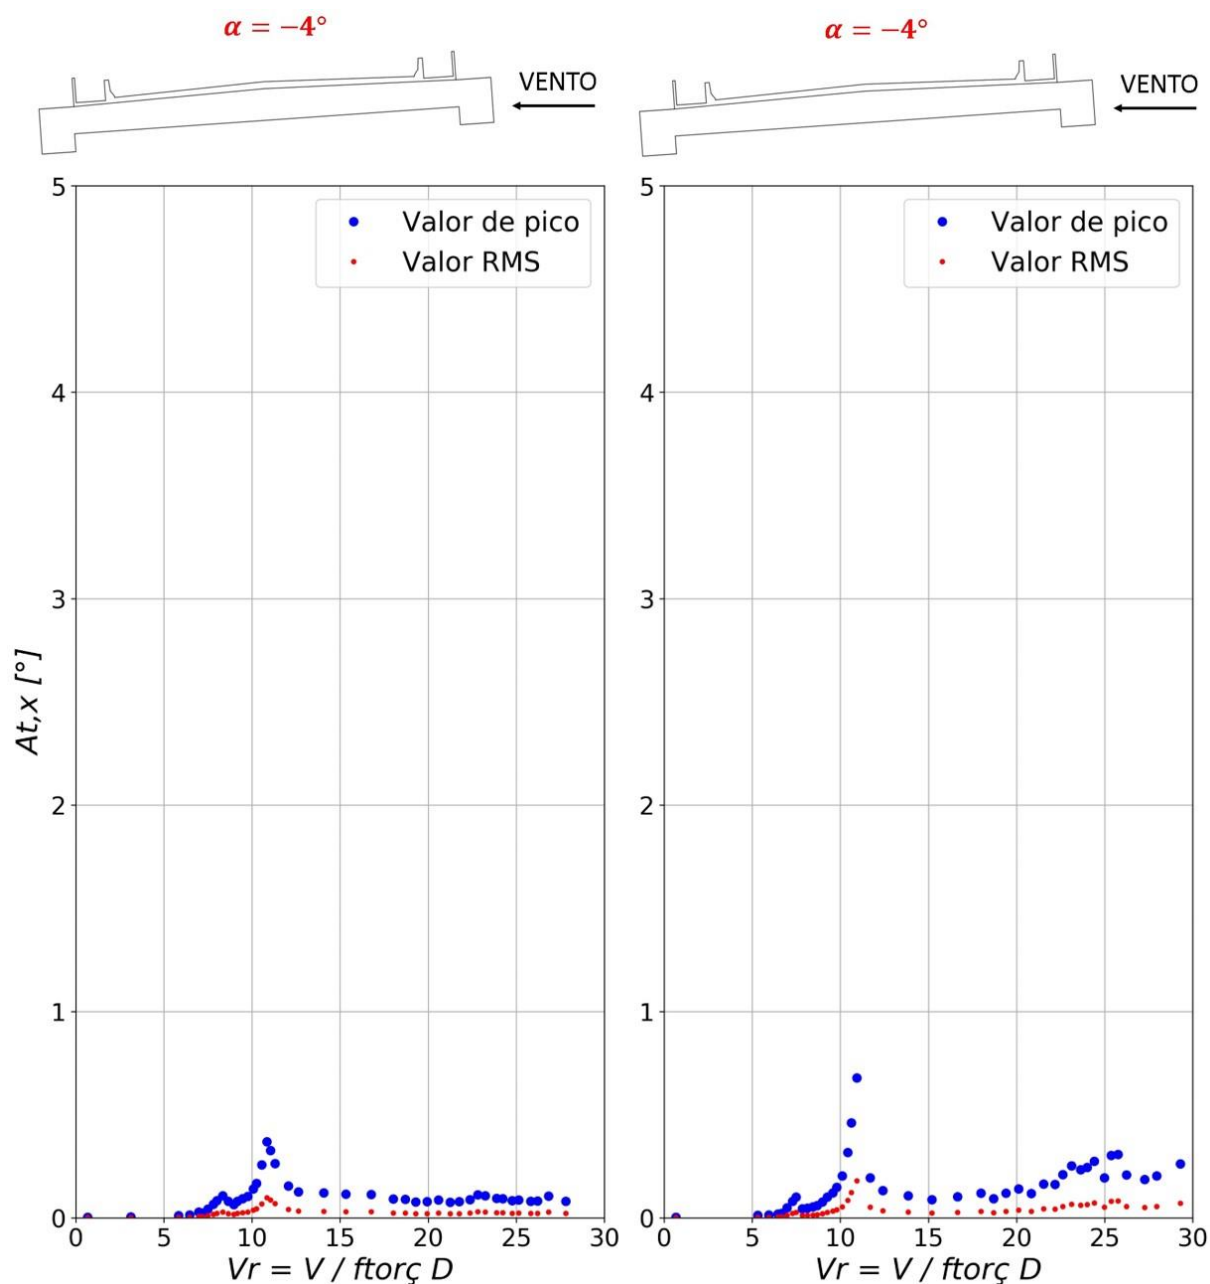 α = −4°
VENTO
α = −4°
VENTO
Valor de pico
Valor RMS
Valor de pico
Valor RMS
At,x [°]
5
4
3
2
1
0
0 5 10 15 20 25 30
Vr = V / ftorç D
5
4
3
2
1
0
0 5 10 15 20 25 30
Vr = V / ftorç D